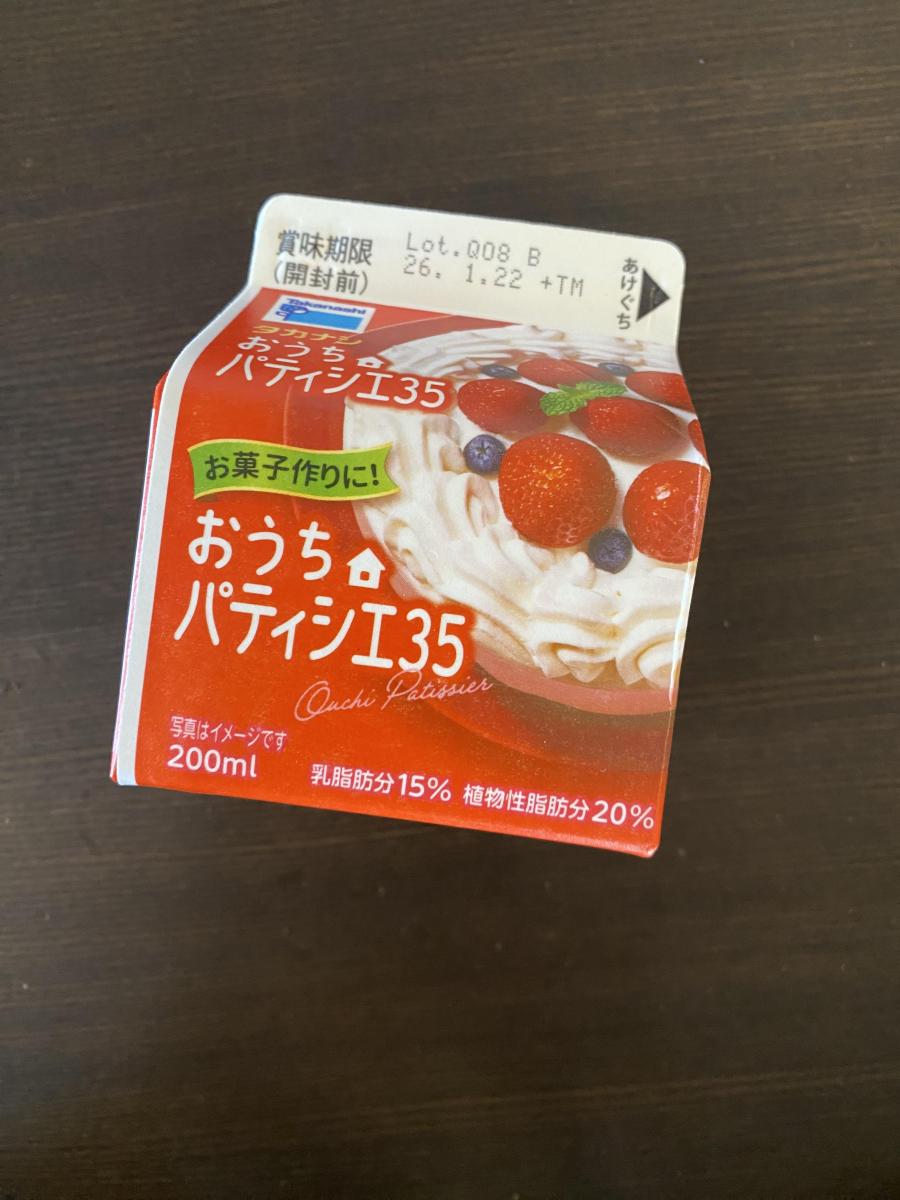 賞味期限
(開封前)
Lot.Q08 B
26. 1.22 +TM
あけぐち
Takanashi
タカナシ
おうち
パティシエ35
お菓子作りに!
おうち
パティシエ35
Ouchi Patissier
写真はイメージです
200ml
乳脂肪分15% 植物性脂肪分20%